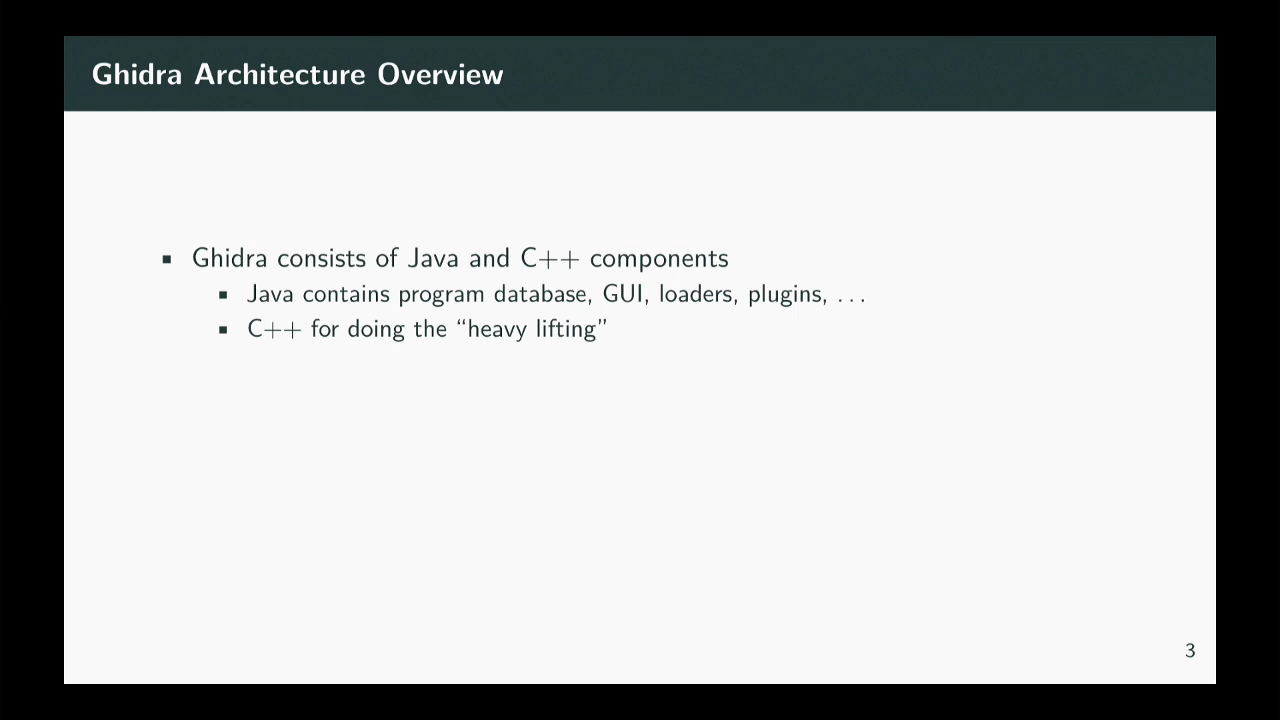 Ghidra Architecture Overview
▪ Ghidra consists of Java and C++ components
▪ Java contains program database, GUI, loaders, plugins, . . .
▪ C++ for doing the “heavy lifting”
3